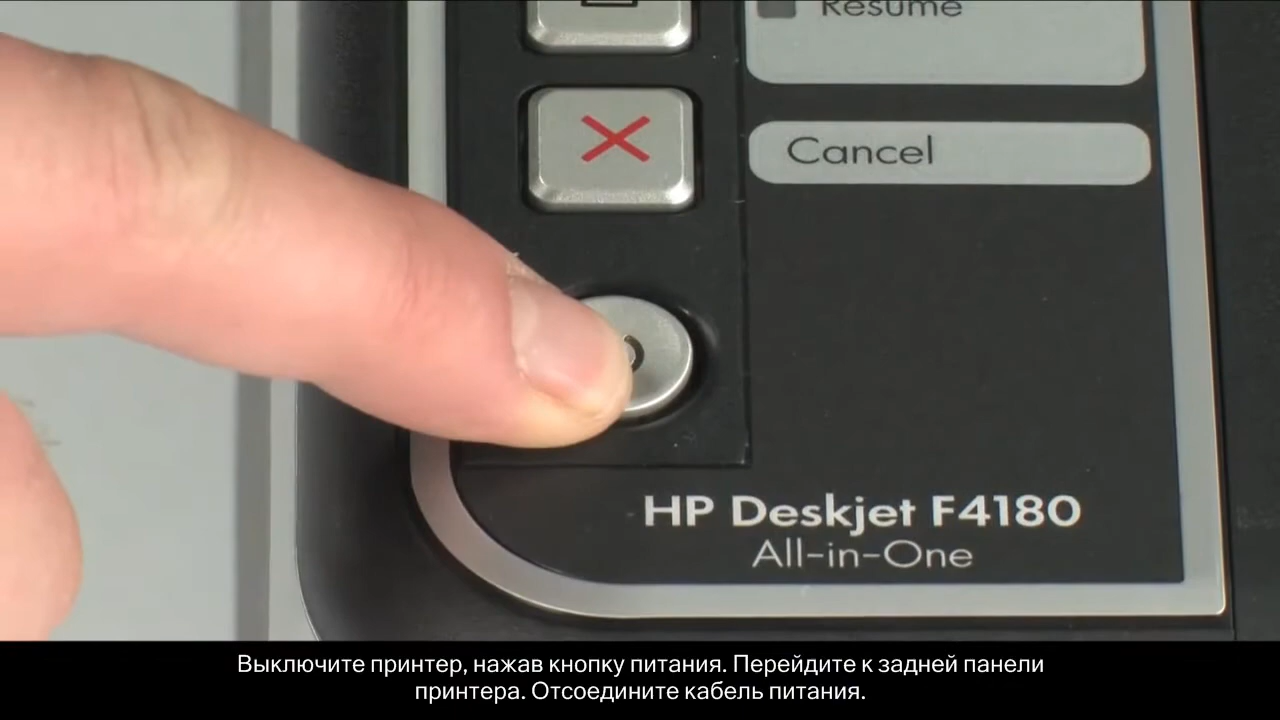 Resume
Cancel
HP Deskjet F4180
All-in-One
Выключите принтер, нажав кнопку питания. Перейдите к задней панели
принтера. Отсоедините кабель питания.